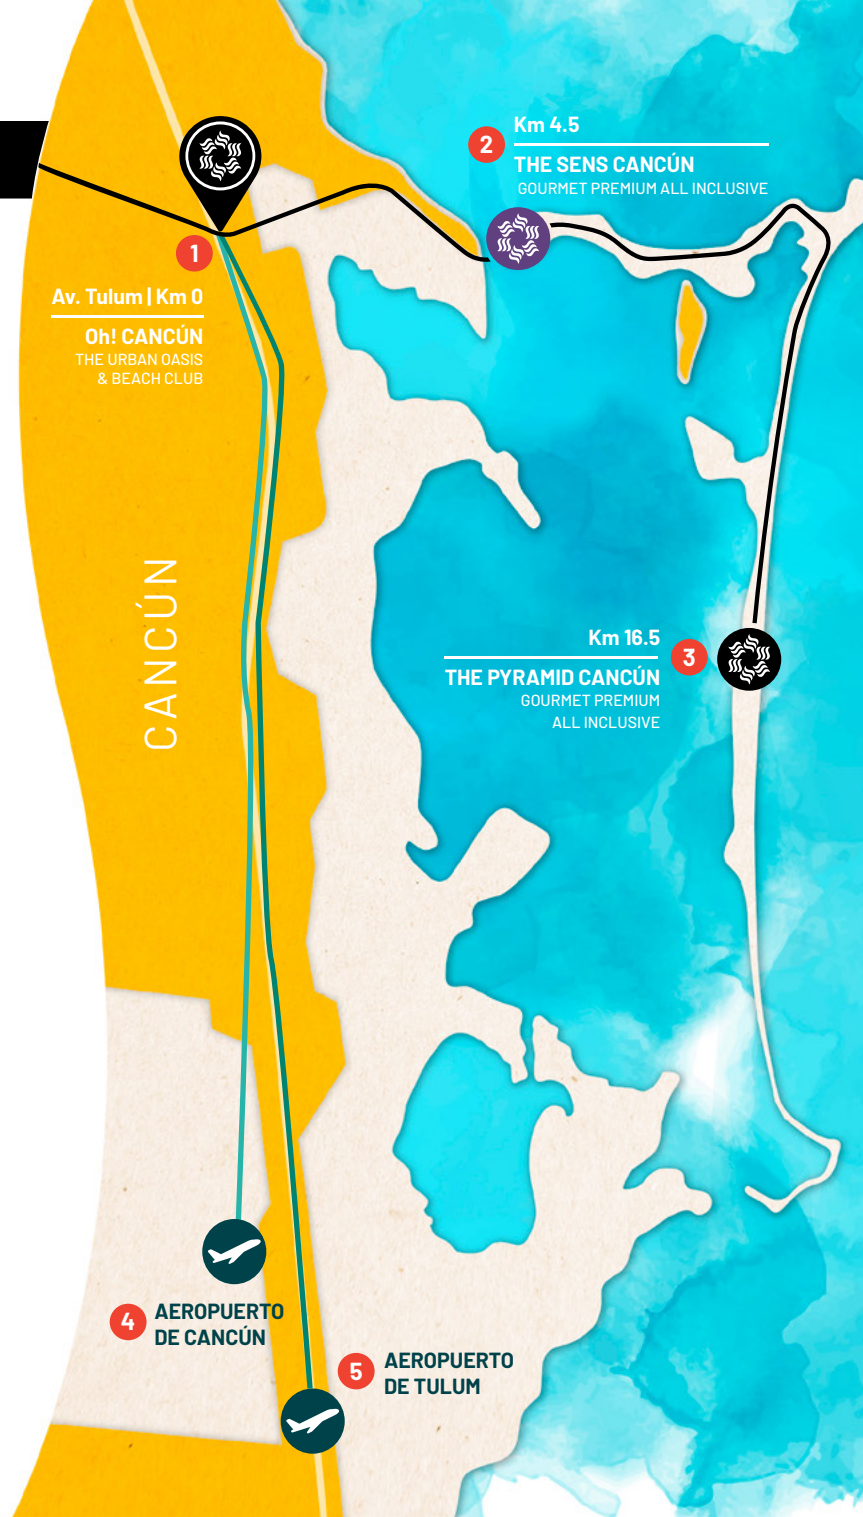 2
Km 4.5
THE SENS CANCÚN
GOURMET PREMIUM ALL INCLUSIVE
1
Av. Tulum | Km 0
Oh! CANCÚN
THE URBAN OASIS
& BEACH CLUB
CANCÚN
Km 16.5
3
THE PYRAMID CANCÚN
GOURMET PREMIUM
ALL INCLUSIVE
4
AEROPUERTO
DE CANCÚN
5
AEROPUERTO
DE TULUM